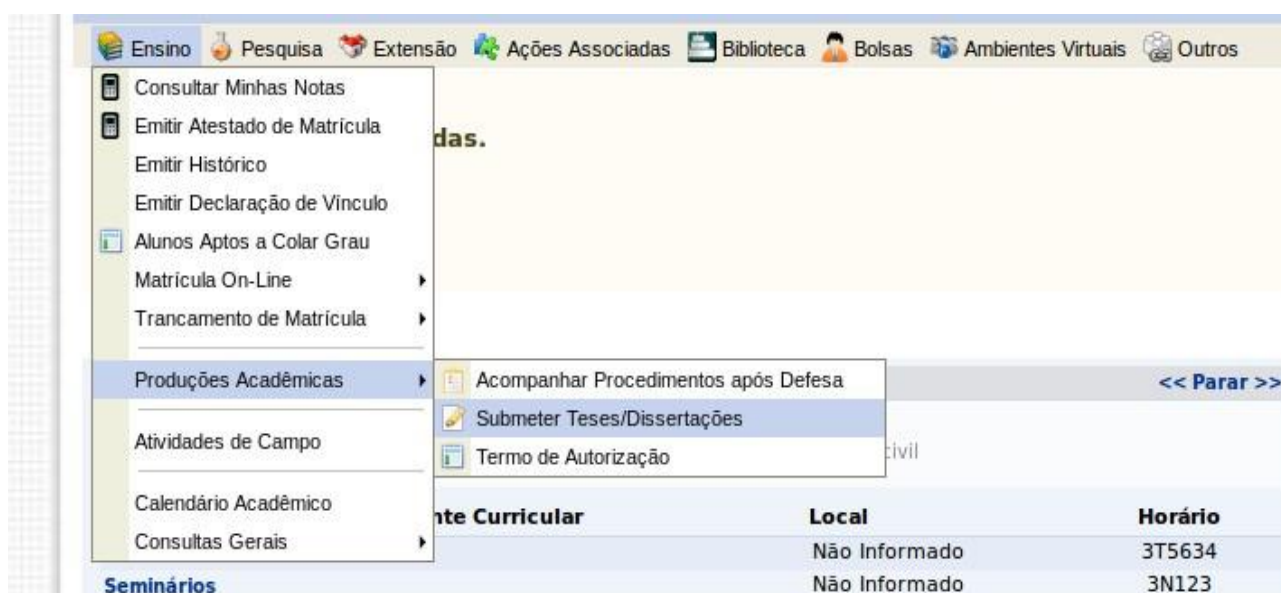 Ensino Pesquisa Extensão Ações Associadas Biblioteca Bolsas Ambientes Virtuais Outros
Consultar Minhas Notas
Emitir Atestado de Matrícula
das.
Emitir Histórico
Emitir Declaração de Vínculo
Alunos Aptos a Colar Grau
Matrícula On-Line
Trancamento de Matrícula
Produções Acadêmicas
Acompanhar Procedimentos após Defesa
<< Parar >>
Submeter Teses/Dissertações
Atividades de Campo
Termo de Autorização
civil
Calendário Acadêmico
nte Curricular Local Horário
Consultas Gerais
Não Informado 3T5634
Seminários Não Informado 3N123